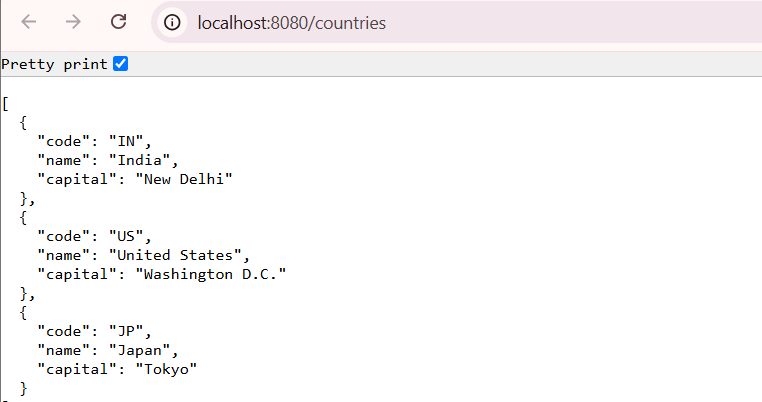 localhost:8080/countries
Pretty print
[
  {
    "code": "IN",
    "name": "India",
    "capital": "New Delhi"
  },
  {
    "code": "US",
    "name": "United States",
    "capital": "Washington D.C."
  },
  {
    "code": "JP",
    "name": "Japan",
    "capital": "Tokyo"
  }